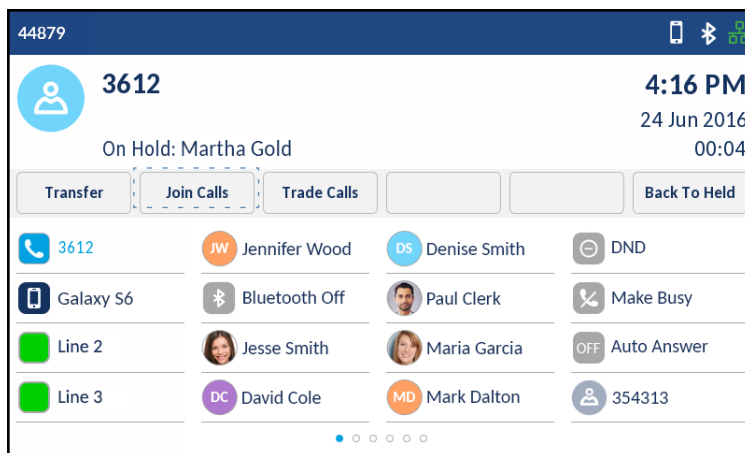 44879
3612
4:16 PM
24 Jun 2016
On Hold: Martha Gold
00:04
Transfer
Join Calls
Trade Calls
Back To Held
3612
JW Jennifer Wood
DS Denise Smith
DND
Galaxy S6
Bluetooth Off
Paul Clerk
Make Busy
Line 2
Jesse Smith
Maria Garcia
OFF Auto Answer
Line 3
DC David Cole
MD Mark Dalton
354313